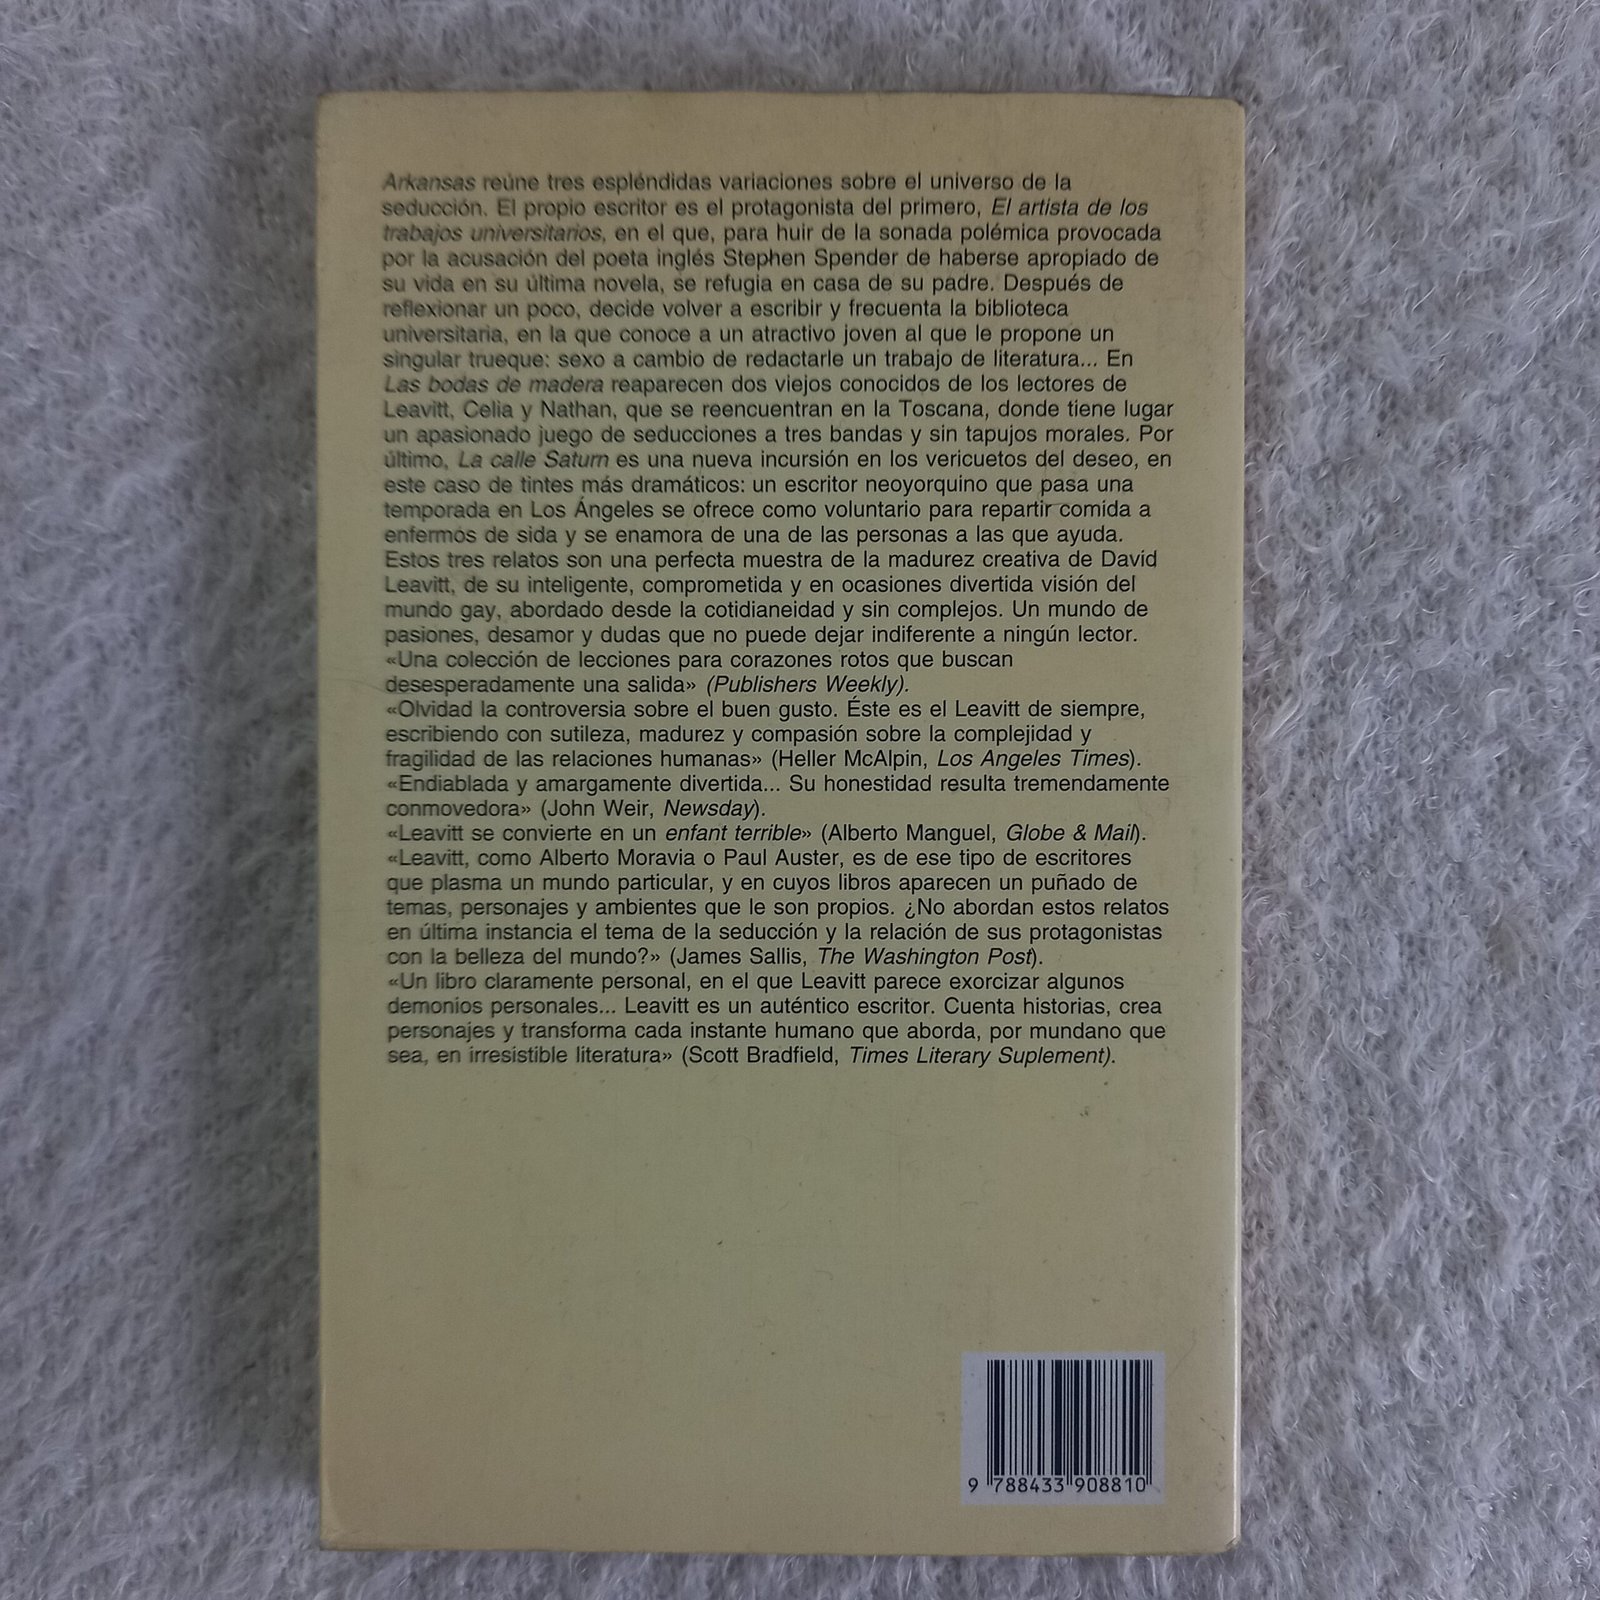 Arkansas reúne tres espléndidas variaciones sobre el universo de la
seducción. El propio escritor es el protagonista del primero, El artista de los
trabajos universitarios, en el que, para huir de la sonada polémica provocada
por la acusación del poeta inglés Stephen Spender de haberse apropiado de
su vida en su última novela, se refugia en casa de su padre. Después de
reflexionar un poco, decide volver a escribir y frecuenta la biblioteca
universitaria, en la que conoce a un atractivo joven al que le propone un
singular trueque: sexo a cambio de redactarle un trabajo de literatura... En
Las bodas de madera reaparecen dos viejos conocidos de los lectores de
Leavitt, Celia y Nathan, que se reencuentran en la Toscana, donde tiene lugar
un apasionado juego de seducciones a tres bandas y sin tapujos morales. Por
último, La calle Saturn es una nueva incursión en los vericuetos del deseo, en
este caso de tintes más dramáticos: un escritor neoyorquino que pasa una
temporada en Los Ángeles se ofrece como voluntario para repartir comida a
enfermos de sida y se enamora de una de las personas a las que ayuda.
Estos tres relatos son una perfecta muestra de la madurez creativa de David
Leavitt, de su inteligente, comprometida y en ocasiones divertida visión del
mundo gay, abordado desde la cotidianeidad y sin complejos. Un mundo de
pasiones, desamor y dudas que no puede dejar indiferente a ningún lector.
«Una colección de lecciones para corazones rotos que buscan
desesperadamente una salida» (Publishers Weekly).
«Olvidad la controversia sobre el buen gusto. Éste es el Leavitt de siempre,
escribiendo con sutileza, madurez y compasión sobre la complejidad y
fragilidad de las relaciones humanas» (Heller McAlpin, Los Angeles Times).
«Endiablada y amargamente divertida... Su honestidad resulta tremendamente
conmovedora» (John Weir, Newsday).
«Leavitt se convierte en un enfant terrible» (Alberto Manguel, Globe & Mail).
«Leavitt, como Alberto Moravia o Paul Auster, es de ese tipo de escritores
que plasma un mundo particular, y en cuyos libros aparecen un puñado de
temas, personajes y ambientes que le son propios. ¿No abordan estos relatos
en última instancia el tema de la seducción y la relación de sus protagonistas
con la belleza del mundo?» (James Sallis, The Washington Post).
«Un libro claramente personal, en el que Leavitt parece exorcizar algunos
demonios personales... Leavitt es un auténtico escritor. Cuenta historias, crea
personajes y transforma cada instante humano que aborda, por mundano que
sea, en irresistible literatura» (Scott Bradfield, Times Literary Suplement).
9 788433 908810